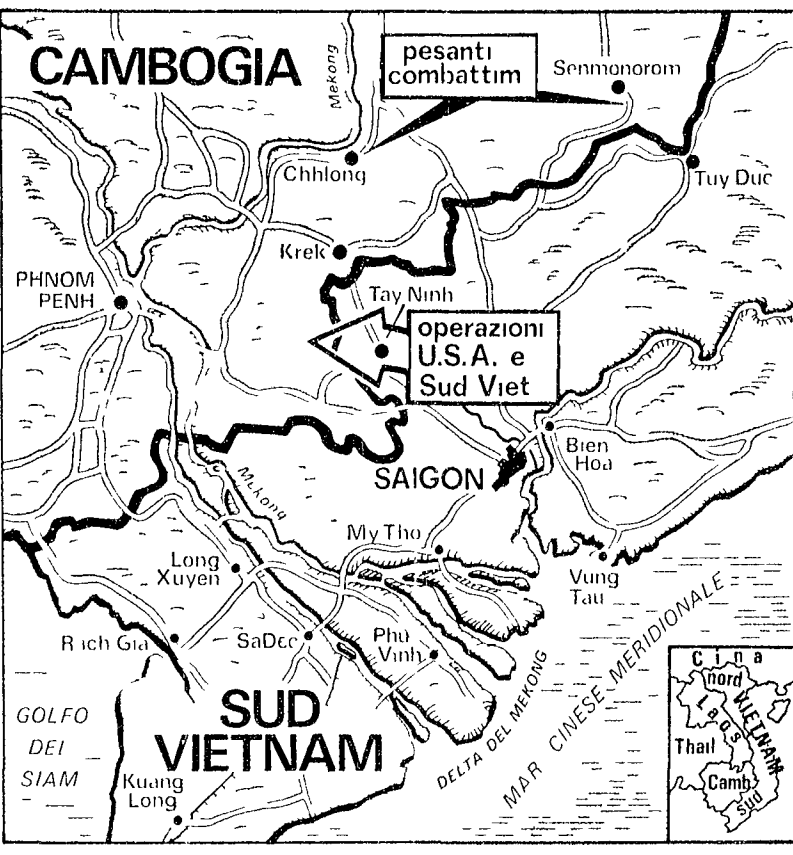 CAMBOGIA
Mekong
pesanti
combattim
Senmonorom
Chhlong
Tuy Duc
Krek
PHNOM
PENH
Tay Ninh
operazioni
U.S.A. e
Sud Viet
Bien
Hoa
SAIGON
Mekong
My Tho
Long
Xuyen
Vung
Tau
Rach Gia
SaDec
Phu
Vinh
SUD
VIETNAM
GOLFO
DEI
SIAM
DELTA DEL MEKONG
MAR CINESE MERIDIONALE
Kuang
Long
Cina
nord
VIETNAM
Laos
Thail
Camb
Sud